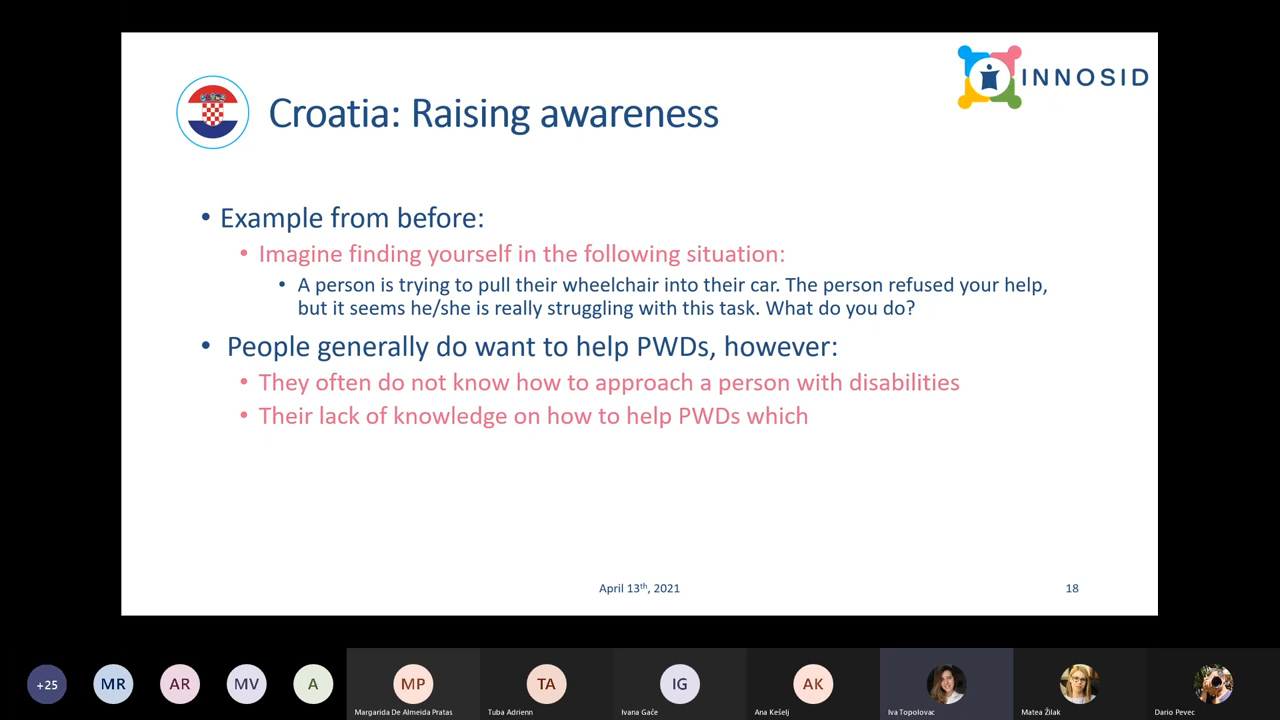 INNOSID
Croatia: Raising awareness
• Example from before:
• Imagine finding yourself in the following situation:
• A person is trying to pull their wheelchair into their car. The person refused your help,
but it seems he/she is really struggling with this task. What do you do?
• People generally do want to help PWDs, however:
• They often do not know how to approach a person with disabilities
• Their lack of knowledge on how to help PWDs which
April 13th, 2021
18
+25
MR
AR
MV
A
MP
TA
IG
AK
Margarida De Almeida Pratas
Tuba Adrienn
Ivana Gače
Ana Kešelj
Iva Topolovac
Matea Žilak
Dario Pevec